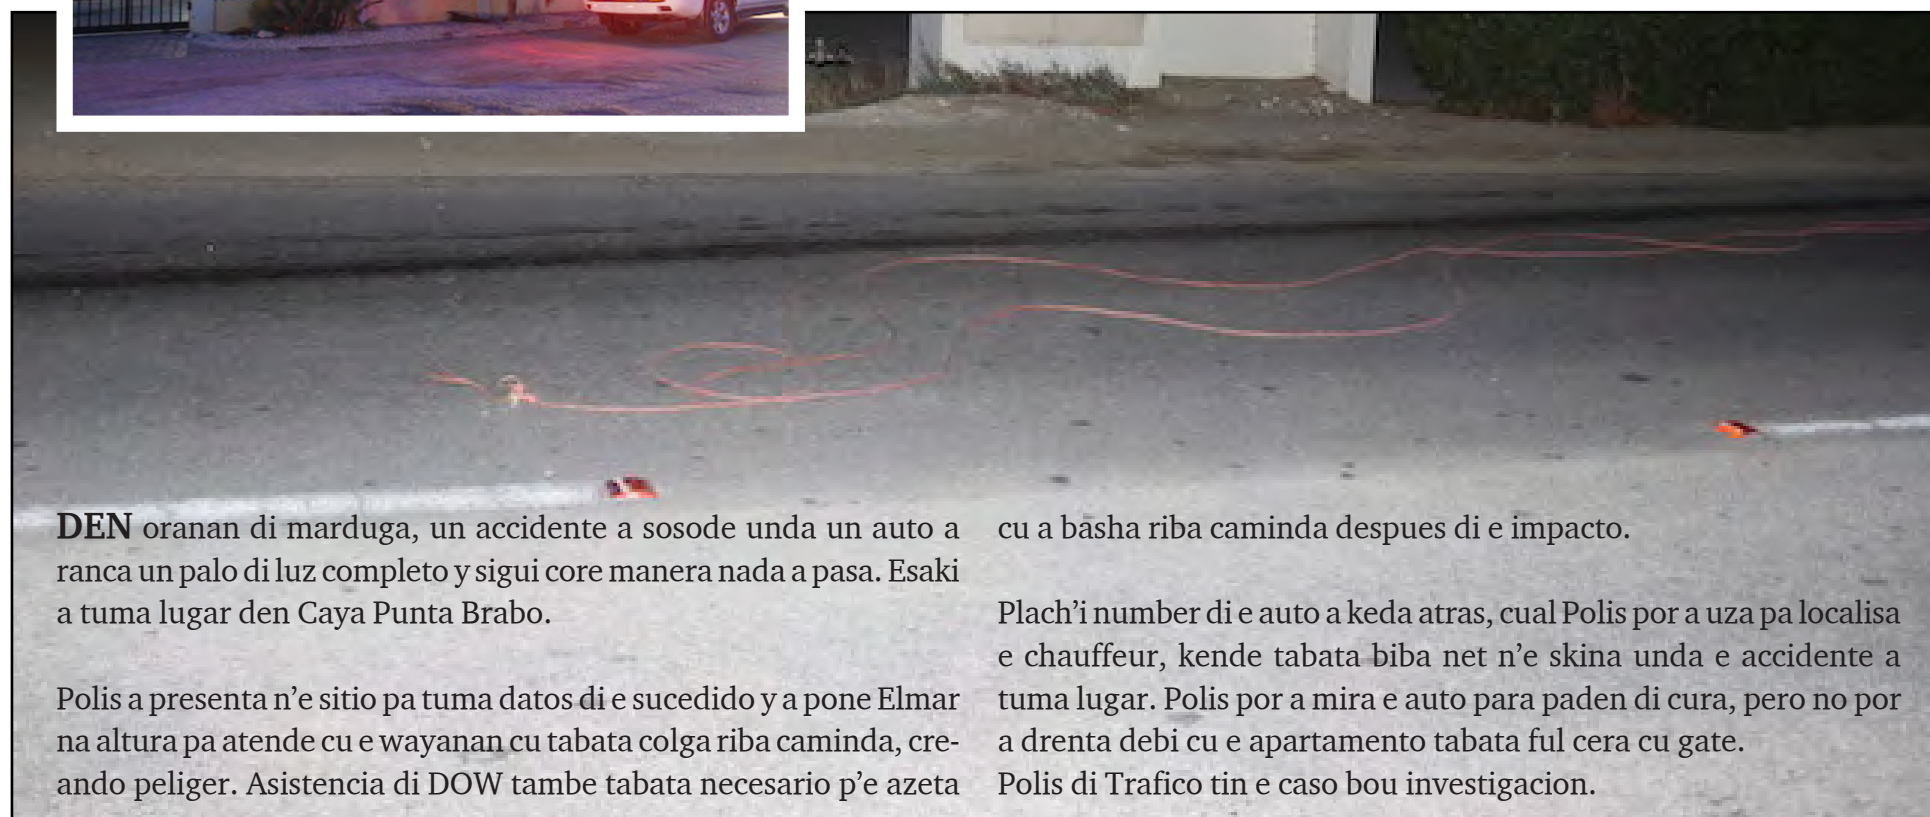 DEN oranan di marduga, un accidente a sosode unda un auto a
ranca un palo di luz completo y sigui core manera nada a pasa. Esaki
a tuma lugar den Caya Punta Brabo.
Polis a presenta n’e sitio pa tuma datos di e sucedido y a pone Elmar
na altura pa atende cu e wayanan cu tabata colga riba caminda, cre-
ando peliger. Asistencia di DOW tambe tabata necesario p’e azeta
cu a basha riba caminda despues di e impacto.
Plach’i number di e auto a keda atras, cual Polis por a uza pa localisa
e chauffeur, kende tabata biba net n’e skina unda e accidente a
tuma lugar. Polis por a mira e auto para paden di cura, pero no por
a drenta debi cu e apartamento tabata ful cera cu gate.
Polis di Trafico tin e caso bou investigacion.